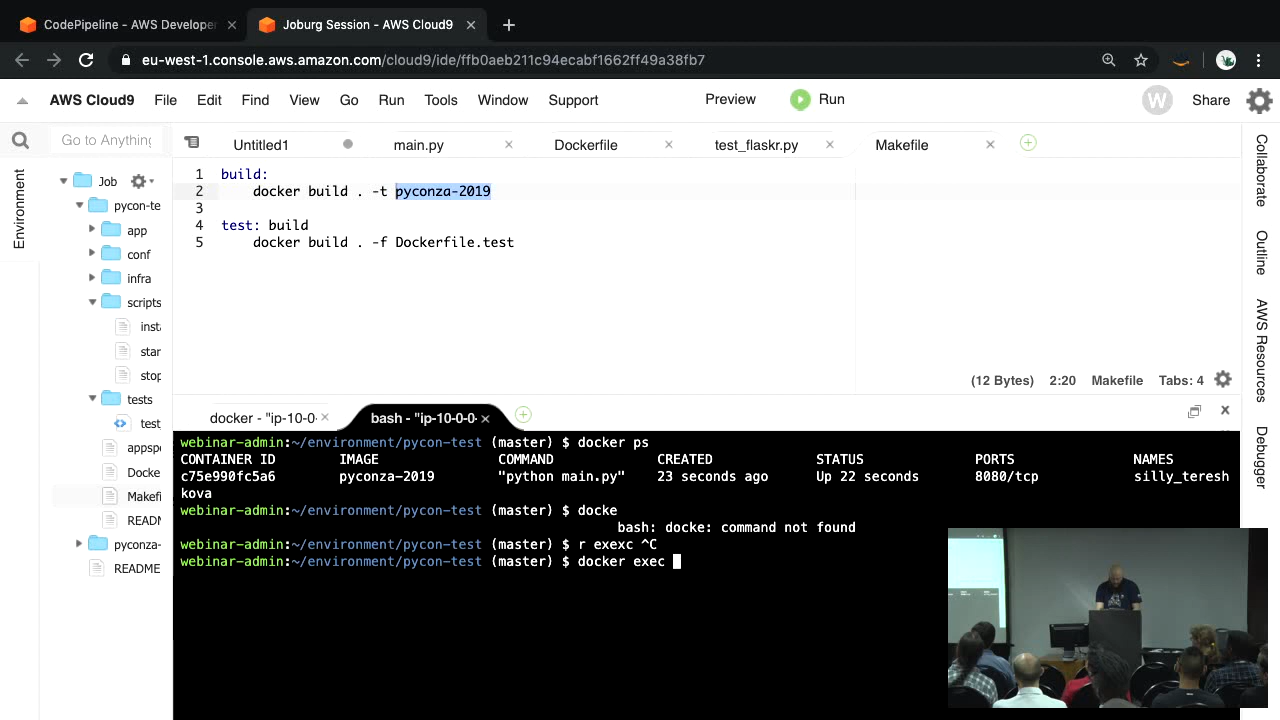 CodePipeline - AWS Developer
Joburg Session - AWS Cloud9
eu-west-1.console.aws.amazon.com/cloud9/ide/ffb0aeb211c94ecabf1662ff49a38fb7
AWS Cloud9 File Edit Find View Go Run Tools Window Support Preview Run W Share
Go to Anything
Untitled1 main.py Dockerfile test_flaskr.py Makefile
Environment
Job
pycon-te
app
conf
infra
scripts
insta
star
stop
tests
test
appspe
Docke
Makefi
READM
pyconza-
README
1 build:
2 docker build . -t pyconza-2019
3
4 test: build
5 docker build . -f Dockerfile.test
(12 Bytes) 2:20 Makefile Tabs: 4
Collaborate
Outline
AWS Resources
Debugger
docker - "ip-10-0- bash - "ip-10-0-0-
webinar-admin:~/environment/pycon-test (master) $ docker ps
CONTAINER ID IMAGE COMMAND CREATED STATUS PORTS NAMES
c75e990fc5a6 pyconza-2019 "python main.py" 23 seconds ago Up 22 seconds 8080/tcp silly_teresh
kova
webinar-admin:~/environment/pycon-test (master) $ docke
bash: docke: command not found
webinar-admin:~/environment/pycon-test (master) $ r exexc ^C
webinar-admin:~/environment/pycon-test (master) $ docker exec